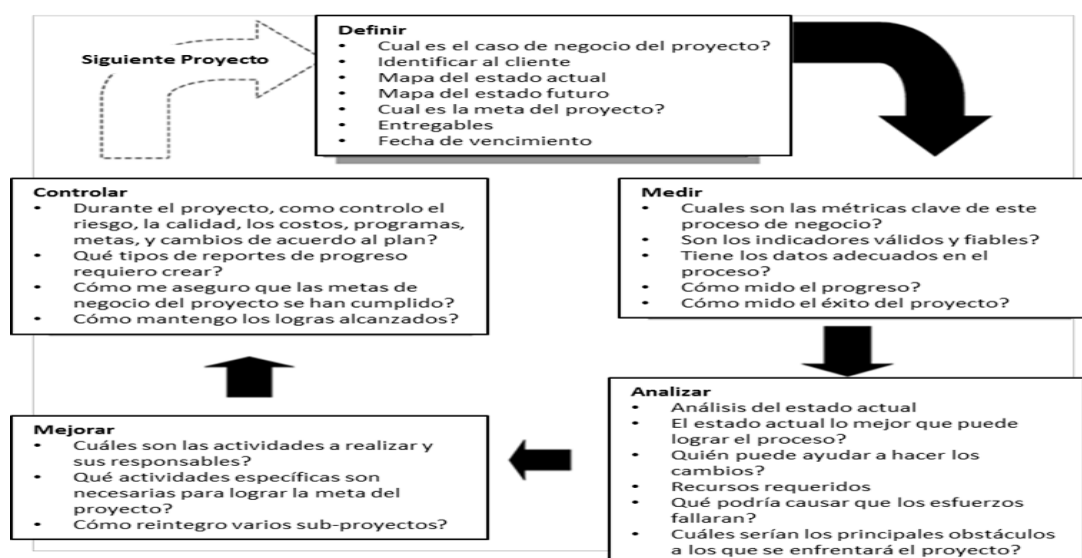 Siguiente Proyecto
Definir
• Cual es el caso de negocio del proyecto?
• Identificar al cliente
• Mapa del estado actual
• Mapa del estado futuro
• Cual es la meta del proyecto?
• Entregables
• Fecha de vencimiento
Medir
• Cuales son las métricas clave de este
proceso de negocio?
• Son los indicadores válidos y fiables?
• Tiene los datos adecuados en el
proceso?
• Cómo mido el progreso?
• Cómo mido el éxito del proyecto?
Analizar
• Análisis del estado actual
• El estado actual lo mejor que puede
lograr el proceso?
• Quién puede ayudar a hacer los
cambios?
• Recursos requeridos
• Qué podría causar que los esfuerzos
fallaran?
• Cuáles serían los principales obstáculos
a los que se enfrentará el proyecto?
Mejorar
• Cuáles son las actividades a realizar y
sus responsables?
• Qué actividades específicas son
necesarias para lograr la meta del
proyecto?
• Cómo reintegro varios sub-proyectos?
Controlar
• Durante el proyecto, como controlo el
riesgo, la calidad, los costos, programas,
metas, y cambios de acuerdo al plan?
• Qué tipos de reportes de progreso
requiero crear?
• Cómo me aseguro que las metas de
negocio del proyecto se han cumplido?
• Cómo mantengo los logras alcanzados?